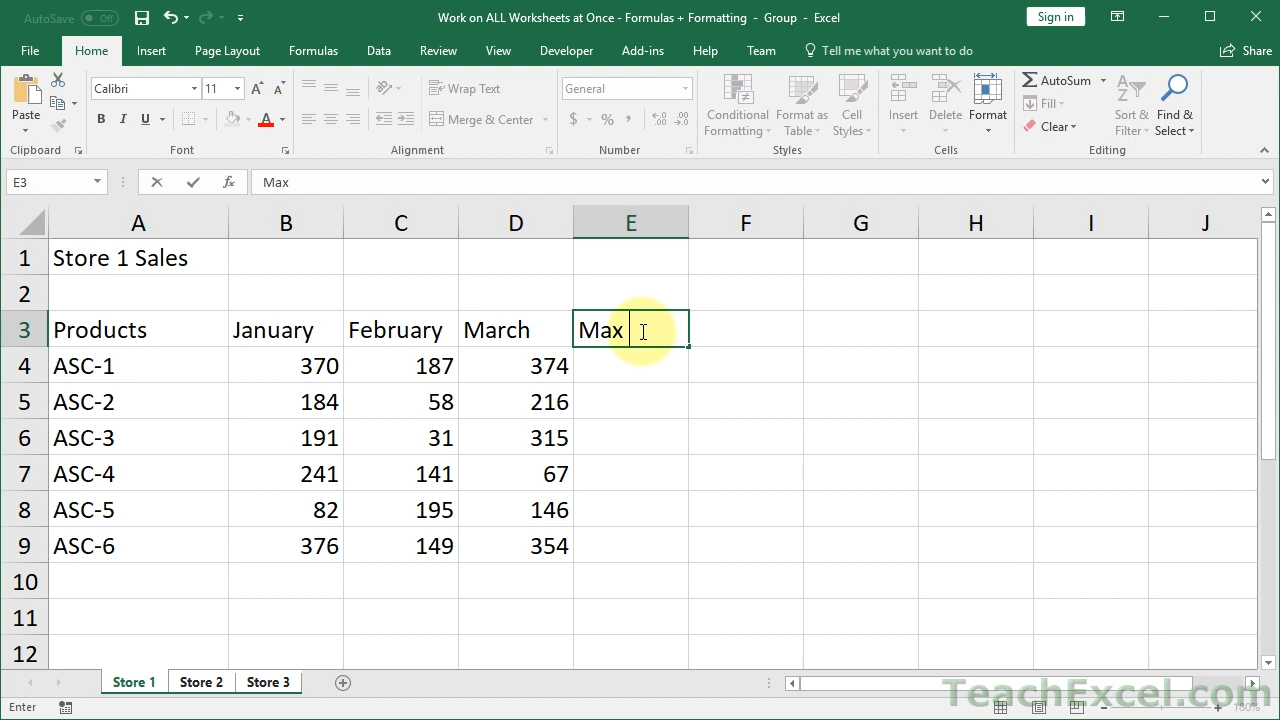 AutoSave Off Work on ALL Worksheets at Once - Formulas + Formatting - Group - Excel Sign in
File Home Insert Page Layout Formulas Data Review View Developer Add-ins Help Team Tell me what you want to do Share
Paste Calibri 11 Wrap Text General Conditional Formatting Format as Table Cell Styles Insert Delete Format AutoSum Sort & Filter Find & Select
B I U Merge & Center $ % , Fill
Clear
Clipboard Font Alignment Number Styles Cells Editing
E3 fx Max
A B C D E F G H I J
1 Store 1 Sales
2
3 Products January February March Max
4 ASC-1 370 187 374
5 ASC-2 184 58 216
6 ASC-3 191 31 315
7 ASC-4 241 141 67
8 ASC-5 82 195 146
9 ASC-6 376 149 354
10
11
12
Store 1 Store 2 Store 3
Enter 180%
TeachExcel.com